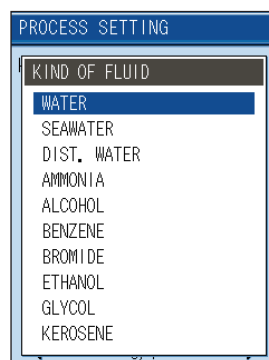 PROCESS SETTING
KIND OF FLUID
WATER
SEAWATER
DIST. WATER
AMMONIA
ALCOHOL
BENZENE
BROMIDE
ETHANOL
GLYCOL
KEROSENE